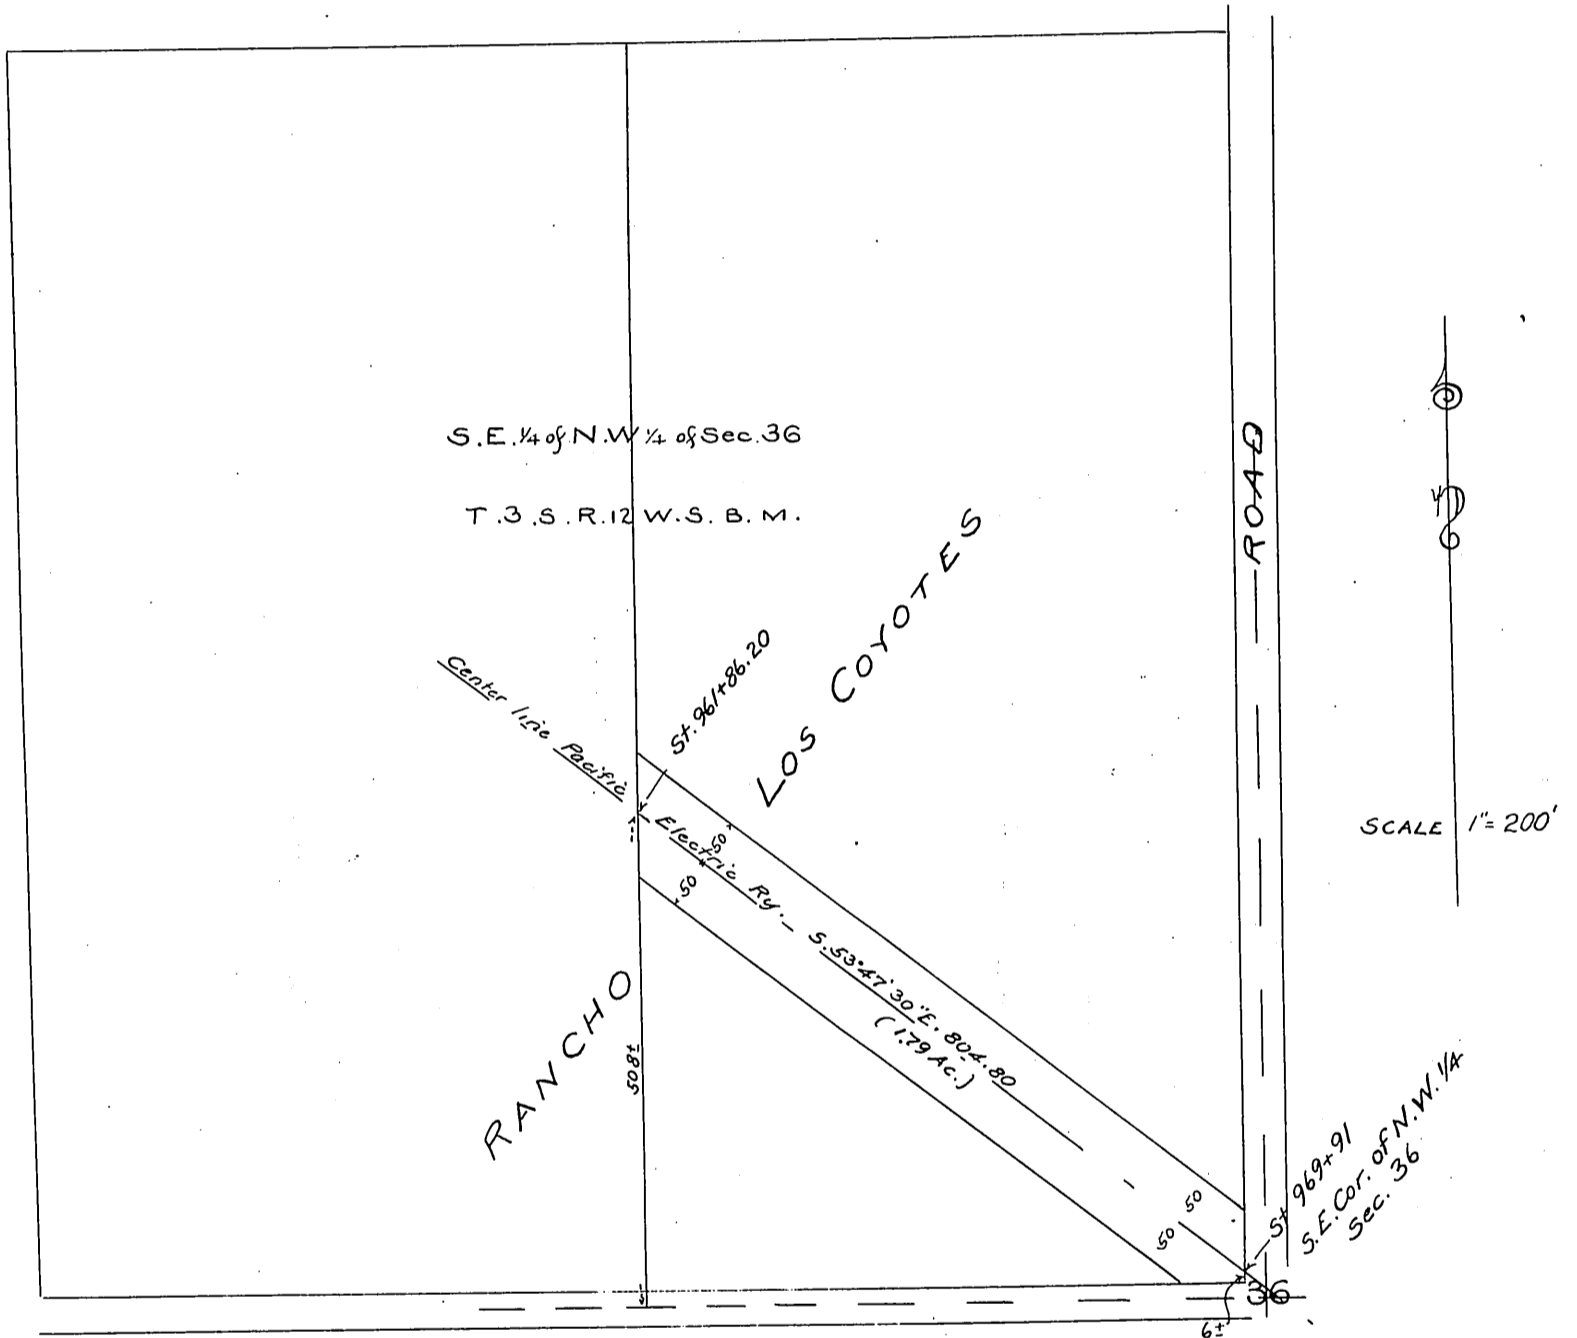 S.E.¼ of N.W ¼ of Sec.36
T.3.S.R.12 W.S.B.M.
RANCHO LOS COYOTES
ROAD
St. 961+86.20
Center line Pacific Electric Ry.
S.53°47'30"E. 804.80
(1.79 Ac.)
50
50
508±
50
50
St 969+91
S.E. Cor. of N.W. 1/4
Sec. 36
36
6±
SCALE 1"= 200'